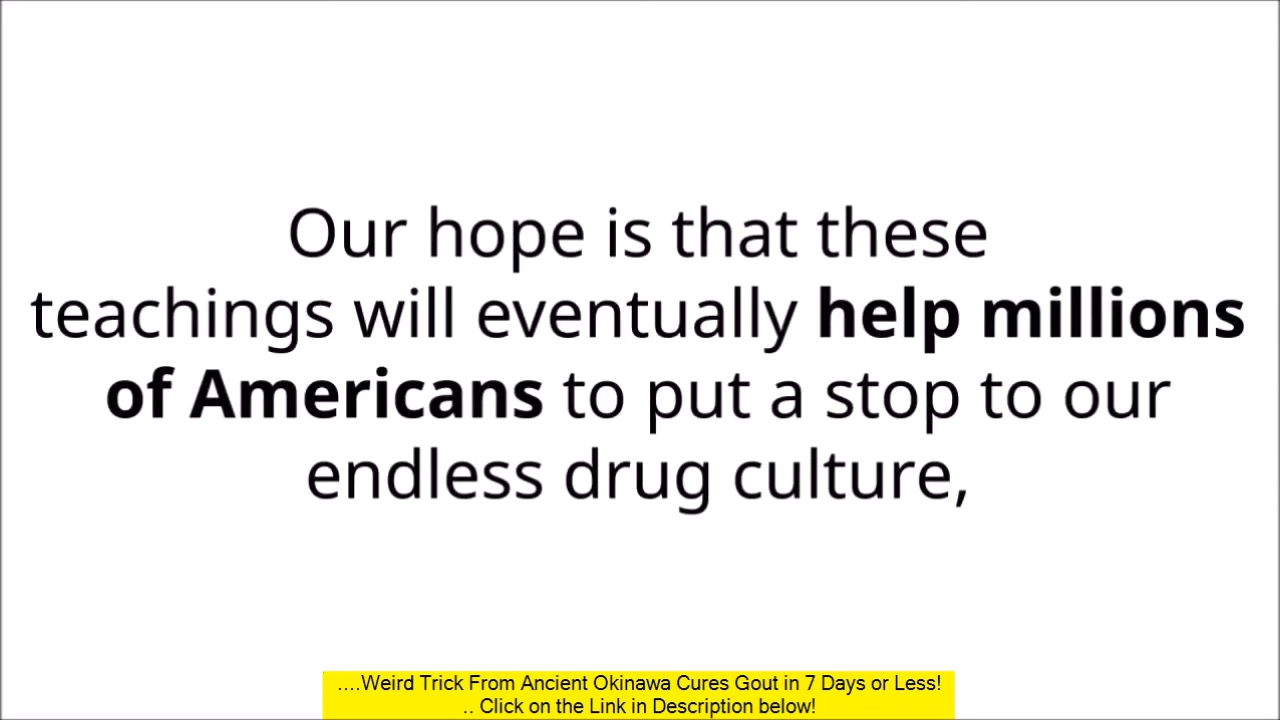 Our hope is that these
teachings will eventually help millions
of Americans to put a stop to our
endless drug culture,
....Weird Trick From Ancient Okinawa Cures Gout in 7 Days or Less!
.. Click on the Link in Description below!